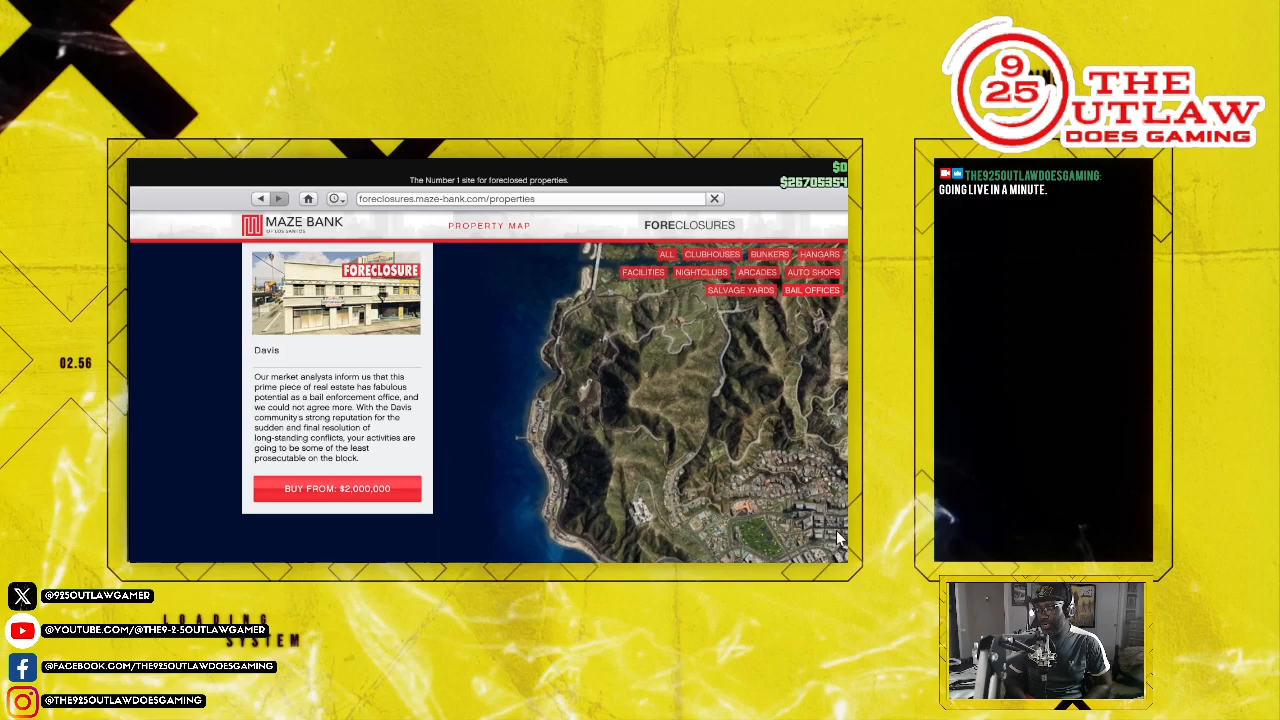 9
25
THE
OUTLAW
DOES GAMING
$0
$26705354
The Number 1 site for foreclosed properties.
foreclosures.maze-bank.com/properties
MAZE BANK
OF LOS SANTOS
PROPERTY MAP
FORECLOSURES
FORECLOSURE
ALL CLUBHOUSES BUNKERS HANGARS
FACILITIES NIGHTCLUBS ARCADES AUTO SHOPS
SALVAGE YARDS BAIL OFFICES
Davis
Our market analysts inform us that this
prime piece of real estate has fabulous
potential as a bail enforcement office, and
we could not agree more. With the Davis
community's strong reputation for the
sudden and final resolution of
long-standing conflicts, your activities are
going to be some of the least
prosecutable on the block.
BUY FROM: $2,000,000
THE925OUTLAWDOESGAMING:
GOING LIVE IN A MINUTE.
02.56
@925OUTLAWGAMER
LOADING
@YOUTUBE.COM/@THE9-2-5OUTLAWGAMER
SYSTEM
@FACEBOOK.COM/THE925OUTLAWDOESGAMING
@THE925OUTLAWDOESGAMING